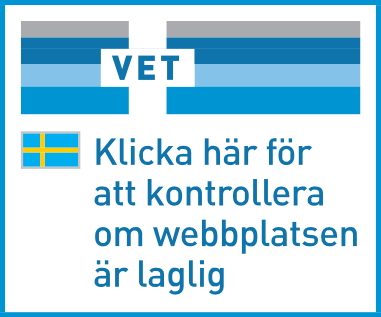 VET
Klicka här för
att kontrollera
om webbplatsen
är laglig